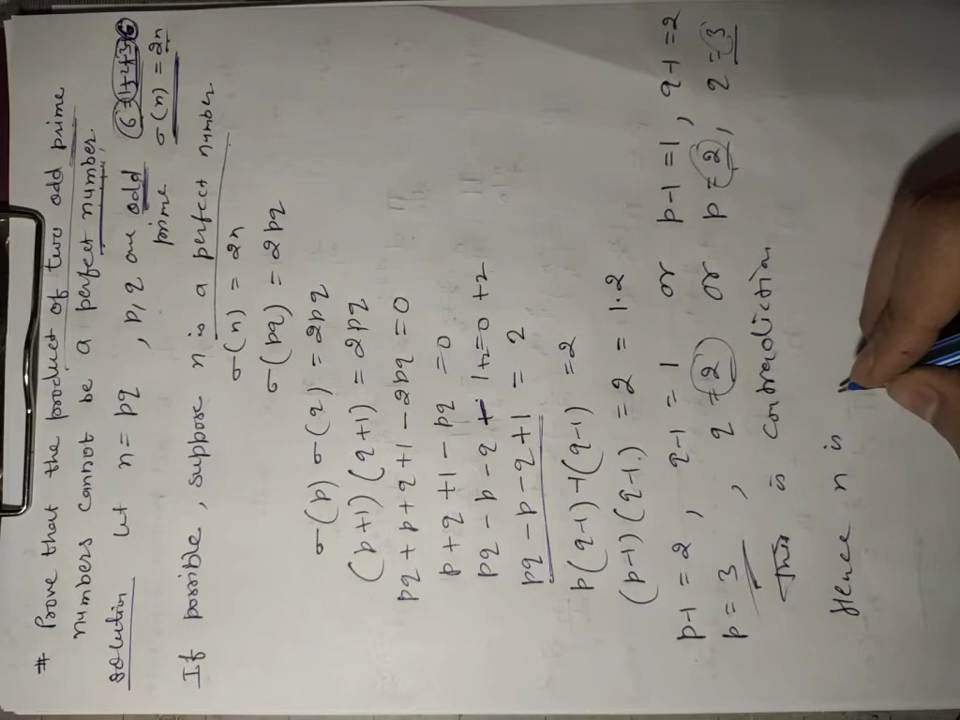 # Prove that the product of two odd prime
numbers cannot be a perfect number.
6=1+2+3=6
solution Let n = pq , p, q are odd prime
σ(n) = 2n
If possible, suppose n is a perfect number
σ(n) = 2n
σ(pq) = 2pq
σ(p) σ(q) = 2pq
(p+1) (q+1) = 2pq
pq + p + q + 1 - 2pq = 0
p + q + 1 - pq = 0
pq - p - q + 1 = 0 + 2
pq - p - q + 1 = 2
p(q-1) -1(q-1) = 2
(p-1) (q-1) = 2 = 1.2
p-1 = 2 , q-1 = 1 or p-1 = 1 , q-1 = 2
p = 3 , q = 2 or p = 2 , q = 3
This is contradiction
Hence n is